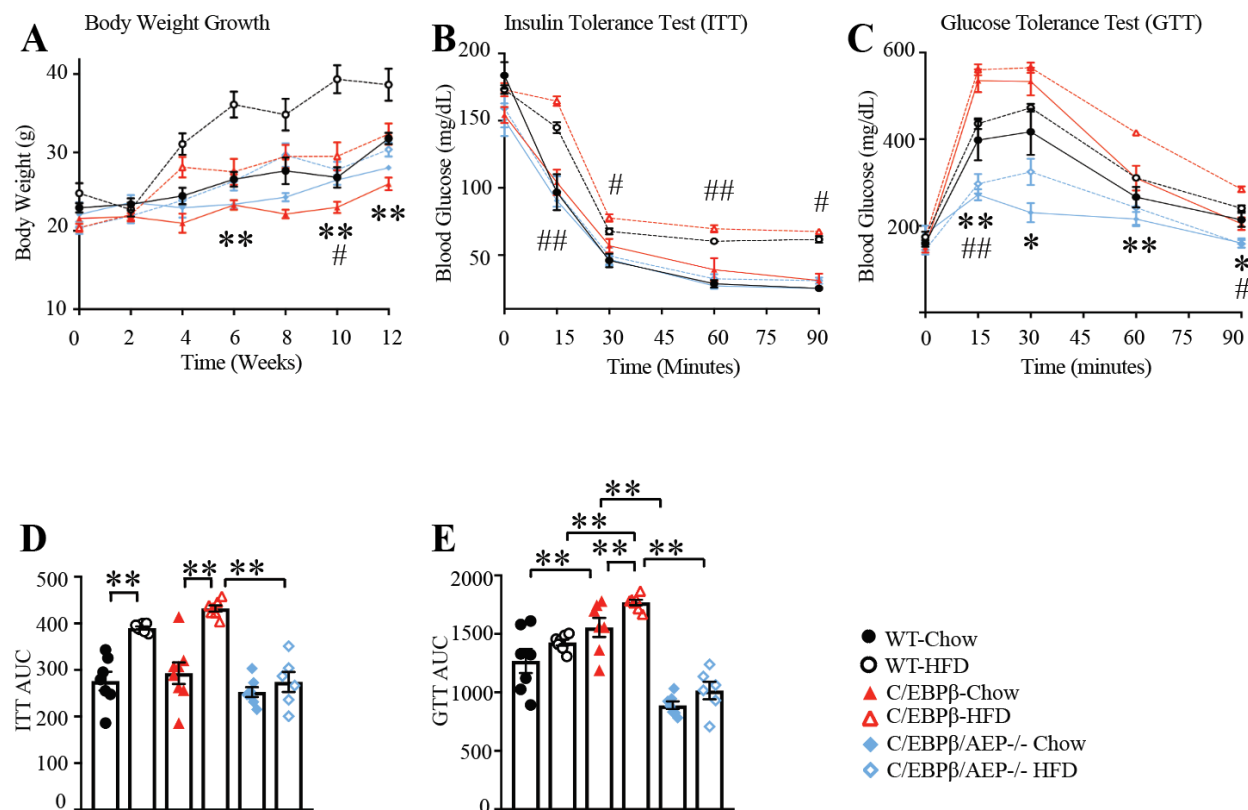 Body Weight Growth
Insulin Tolerance Test (ITT)
Glucose Tolerance Test (GTT)
A
B
C
Body Weight (g)
40
30
20
10
0 2 4 6 8 10 12
Time (Weeks)
**
**
#
**
Blood Glucose (mg/dL)
200
150
100
50
0 15 30 45 60 75 90
Time (Minutes)
##
#
##
#
Blood Glucose (mg/dL)
600
400
200
0 15 30 45 60 75 90
Time (minutes)
**
##
*
**
*
#
D
ITT AUC
500
400
300
200
100
0
**
**
**
E
GTT AUC
2000
1500
1000
500
0
**
**
**
**
**
WT-Chow
WT-HFD
C/EBPβ-Chow
C/EBPβ-HFD
C/EBPβ/AEP-/- Chow
C/EBPβ/AEP-/- HFD